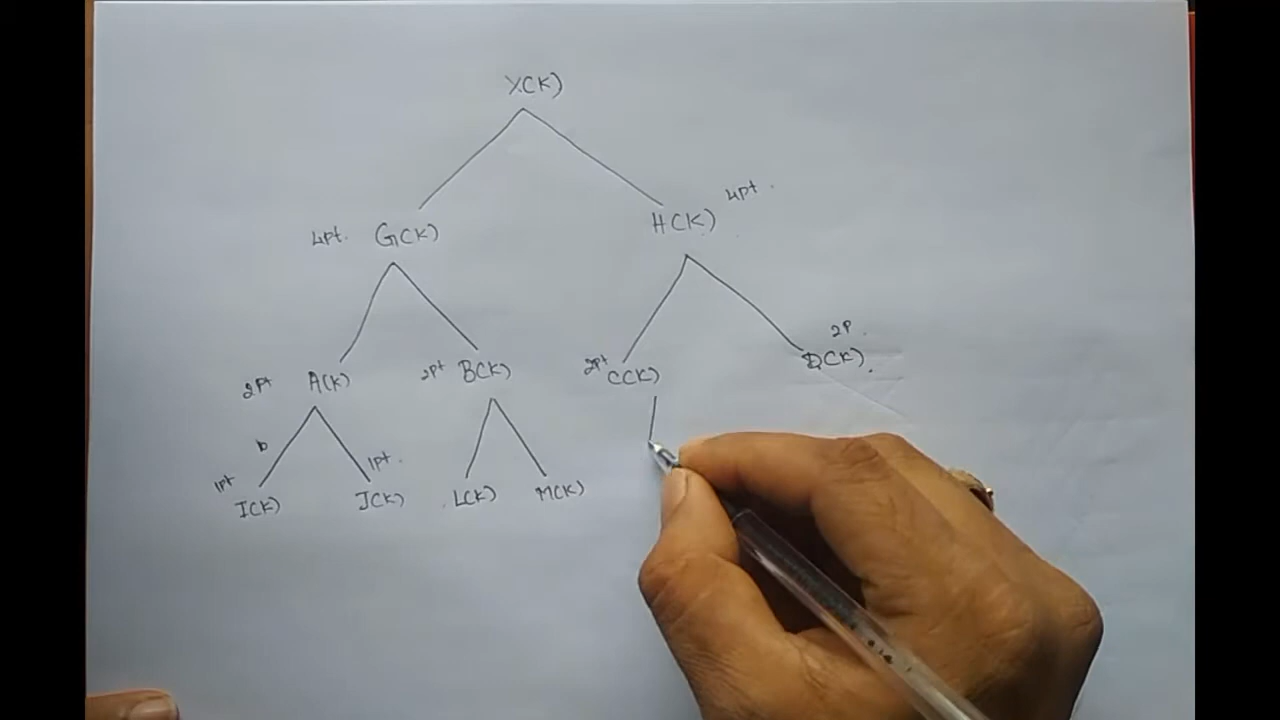 X(K)
4pt. G(K) H(K) 4pt.
2pt A(K) 2pt B(K) 2pt C(K) D(K). 2P.
1pt I(K) J(K) 1pt. L(K) M(K)